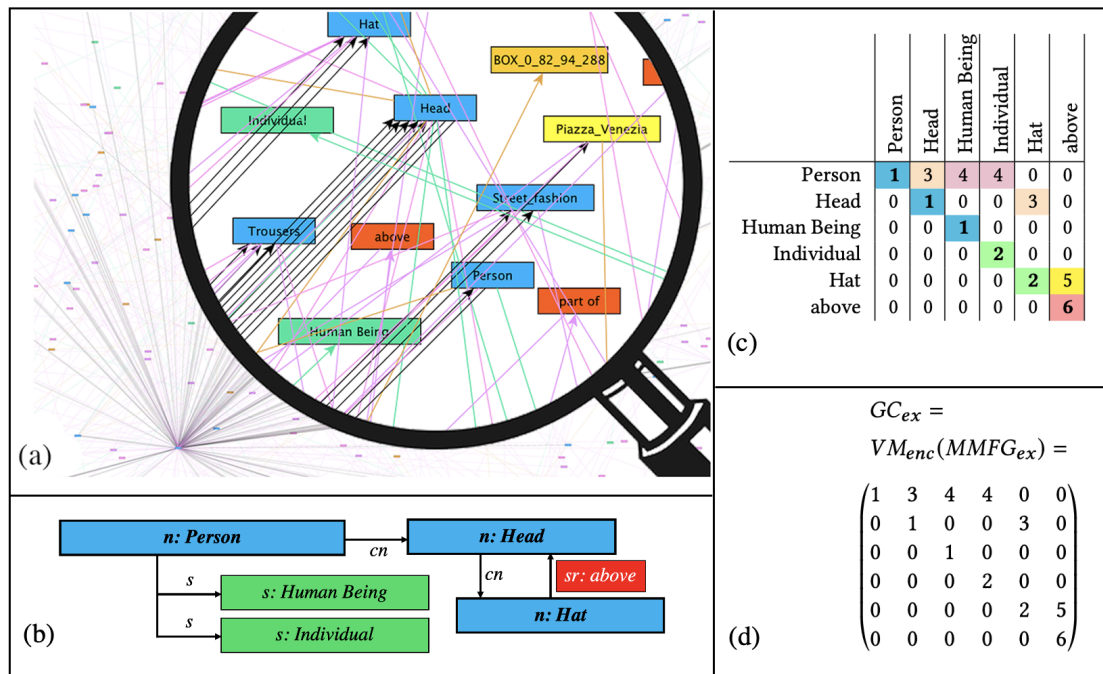 Hat
BOX_0_82_94_288
Head
Individual
Piazza_Venezia
Street_fashion
Trousers
above
Person
part of
Human Being
(a)
n: Person
cn
n: Head
s
s: Human Being
cn
sr: above
s
s: Individual
n: Hat
(b)
Person Head Human Being Individual Hat above
Person 1 3 4 4 0 0
Head 0 1 0 0 3 0
Human Being 0 0 1 0 0 0
Individual 0 0 0 2 0 0
Hat 0 0 0 0 2 5
above 0 0 0 0 0 6
(c)
GCex =
VMenc(MMFGex) =
1 3 4 4 0 0
0 1 0 0 3 0
0 0 1 0 0 0
0 0 0 2 0 0
0 0 0 0 2 5
0 0 0 0 0 6
(d)